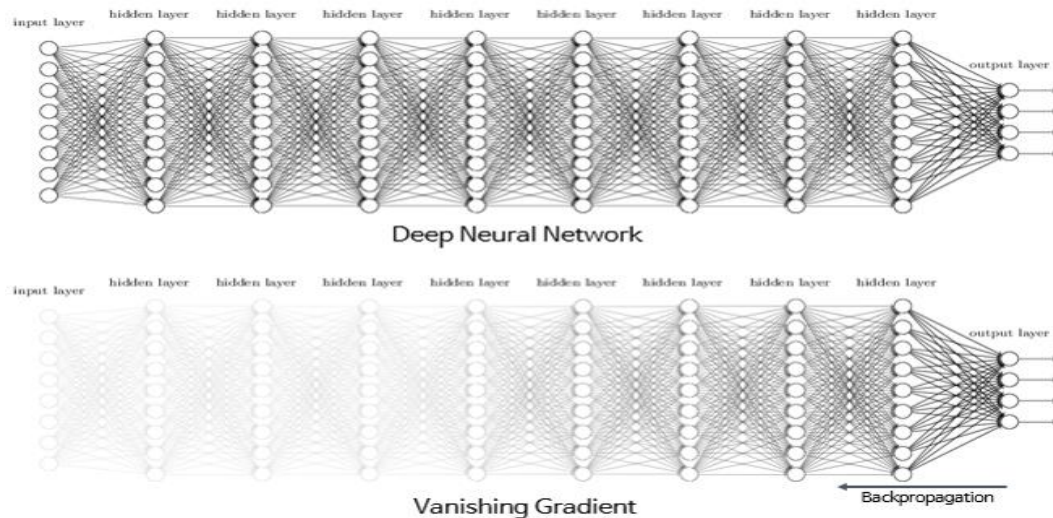 hidden layer hidden layer hidden layer hidden layer hidden layer hidden layer hidden layer hidden layer
input layer
output layer
Deep Neural Network
hidden layer hidden layer hidden layer hidden layer hidden layer hidden layer hidden layer hidden layer
input layer
output layer
Backpropagation
Vanishing Gradient